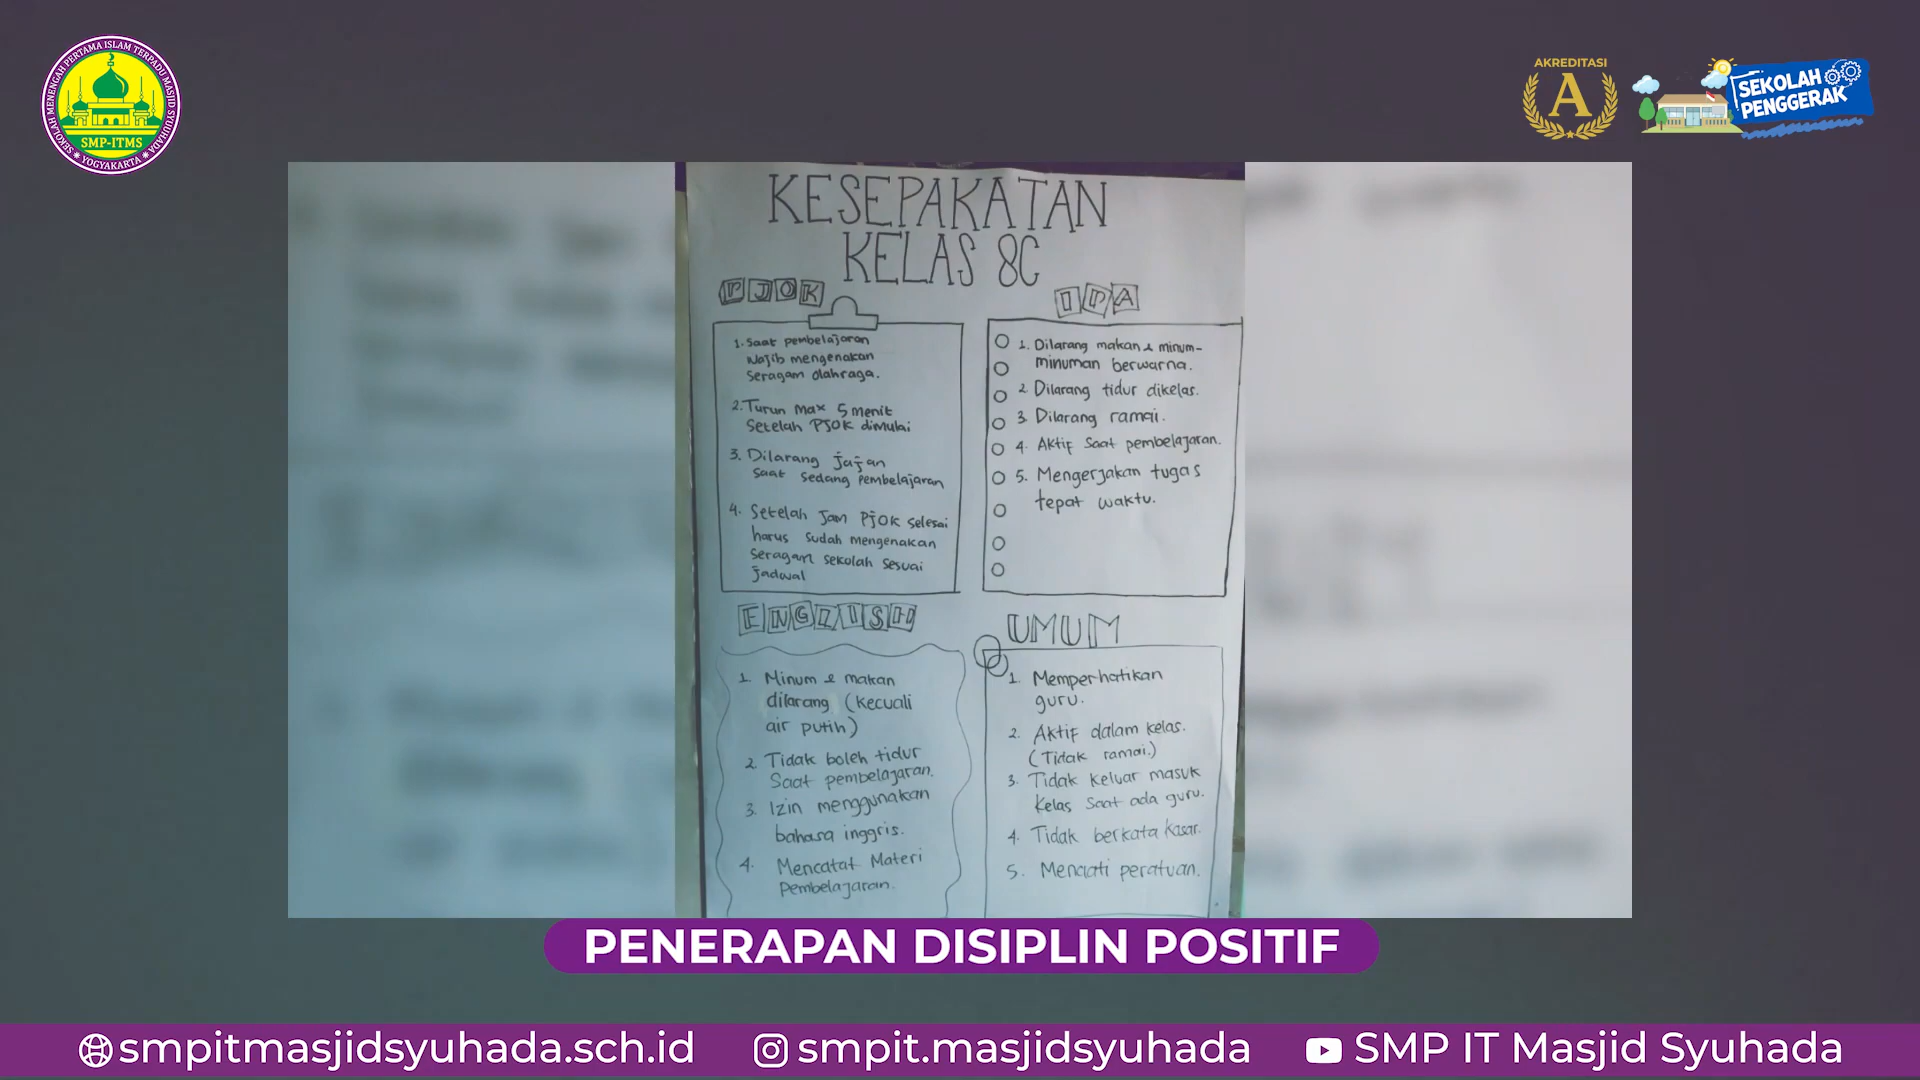 SEKOLAH MENENGAH PERTAMA ISLAM TERPADU MASJID SYUHADA
SMP-ITMS
YOGYAKARTA
AKREDITASI
A
SEKOLAH
PENGGERAK
KESEPAKATAN
KELAS 8C
PJOK
1. Saat pembelajaran
wajib mengenakan
Seragam olahraga.
2. Turun Max 5 menit
Setelah PJOK dimulai
3. Dilarang jajan
saat sedang pembelajaran
4. Setelah Jam PJOK selesai
harus sudah mengenakan
Seragam sekolah sesuai
jadwal
IPA
1. Dilarang makan & minum-
minuman berwarna.
2. Dilarang tidur dikelas.
3. Dilarang ramai.
4. Aktif Saat pembelajaran.
5. Mengerjakan tugas
tepat waktu.
ENGLISH
1. Minum & makan
dilarang (kecuali
air putih)
2. Tidak boleh tidur
Saat pembelajaran.
3. Izin menggunakan
bahasa inggris.
4. Mencatat Materi
Pembelajaran.
UMUM
1. Memperhatikan
guru.
2. Aktif dalam kelas.
(Tidak ramai.)
3. Tidak keluar masuk
kelas Saat ada guru.
4. Tidak berkata kasar.
5. Menaati peratuan.
PENERAPAN DISIPLIN POSITIF
smpitmasjidsyuhada.sch.id
smpit.masjidsyuhada
SMP IT Masjid Syuhada